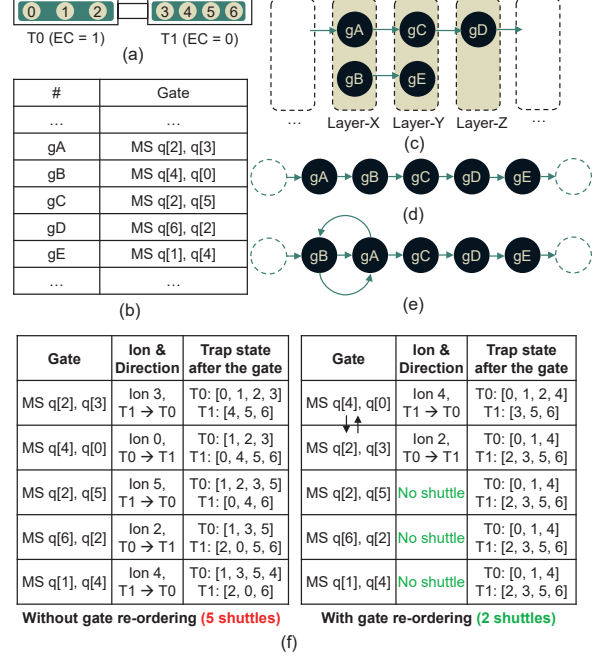 0 1 2 3 4 5 6
T0 (EC = 1) T1 (EC = 0)
(a)
# Gate
... ...
gA MS q[2], q[3]
gB MS q[4], q[0]
gC MS q[2], q[5]
gD MS q[6], q[2]
gE MS q[1], q[4]
... ...
(b)
gA gC gD
gB gE
... Layer-X Layer-Y Layer-Z ...
(c)
gA gB gC gD gE
(d)
gB gA gC gD gE
(e)
Gate Ion & Direction Trap state after the gate
MS q[2], q[3] Ion 3, T1 → T0 T0: [0, 1, 2, 3] T1: [4, 5, 6]
MS q[4], q[0] Ion 0, T0 → T1 T0: [1, 2, 3] T1: [0, 4, 5, 6]
MS q[2], q[5] Ion 5, T1 → T0 T0: [1, 2, 3, 5] T1: [0, 4, 6]
MS q[6], q[2] Ion 2, T0 → T1 T0: [1, 3, 5] T1: [2, 0, 5, 6]
MS q[1], q[4] Ion 4, T1 → T0 T0: [1, 3, 5, 4] T1: [2, 0, 6]
Without gate re-ordering (5 shuttles)
Gate Ion & Direction Trap state after the gate
MS q[4], q[0] Ion 4, T1 → T0 T0: [0, 1, 2, 4] T1: [3, 5, 6]
MS q[2], q[3] Ion 2, T0 → T1 T0: [0, 1, 4] T1: [2, 3, 5, 6]
MS q[2], q[5] No shuttle T0: [0, 1, 4] T1: [2, 3, 5, 6]
MS q[6], q[2] No shuttle T0: [0, 1, 4] T1: [2, 3, 5, 6]
MS q[1], q[4] No shuttle T0: [0, 1, 4] T1: [2, 3, 5, 6]
With gate re-ordering (2 shuttles)
(f)